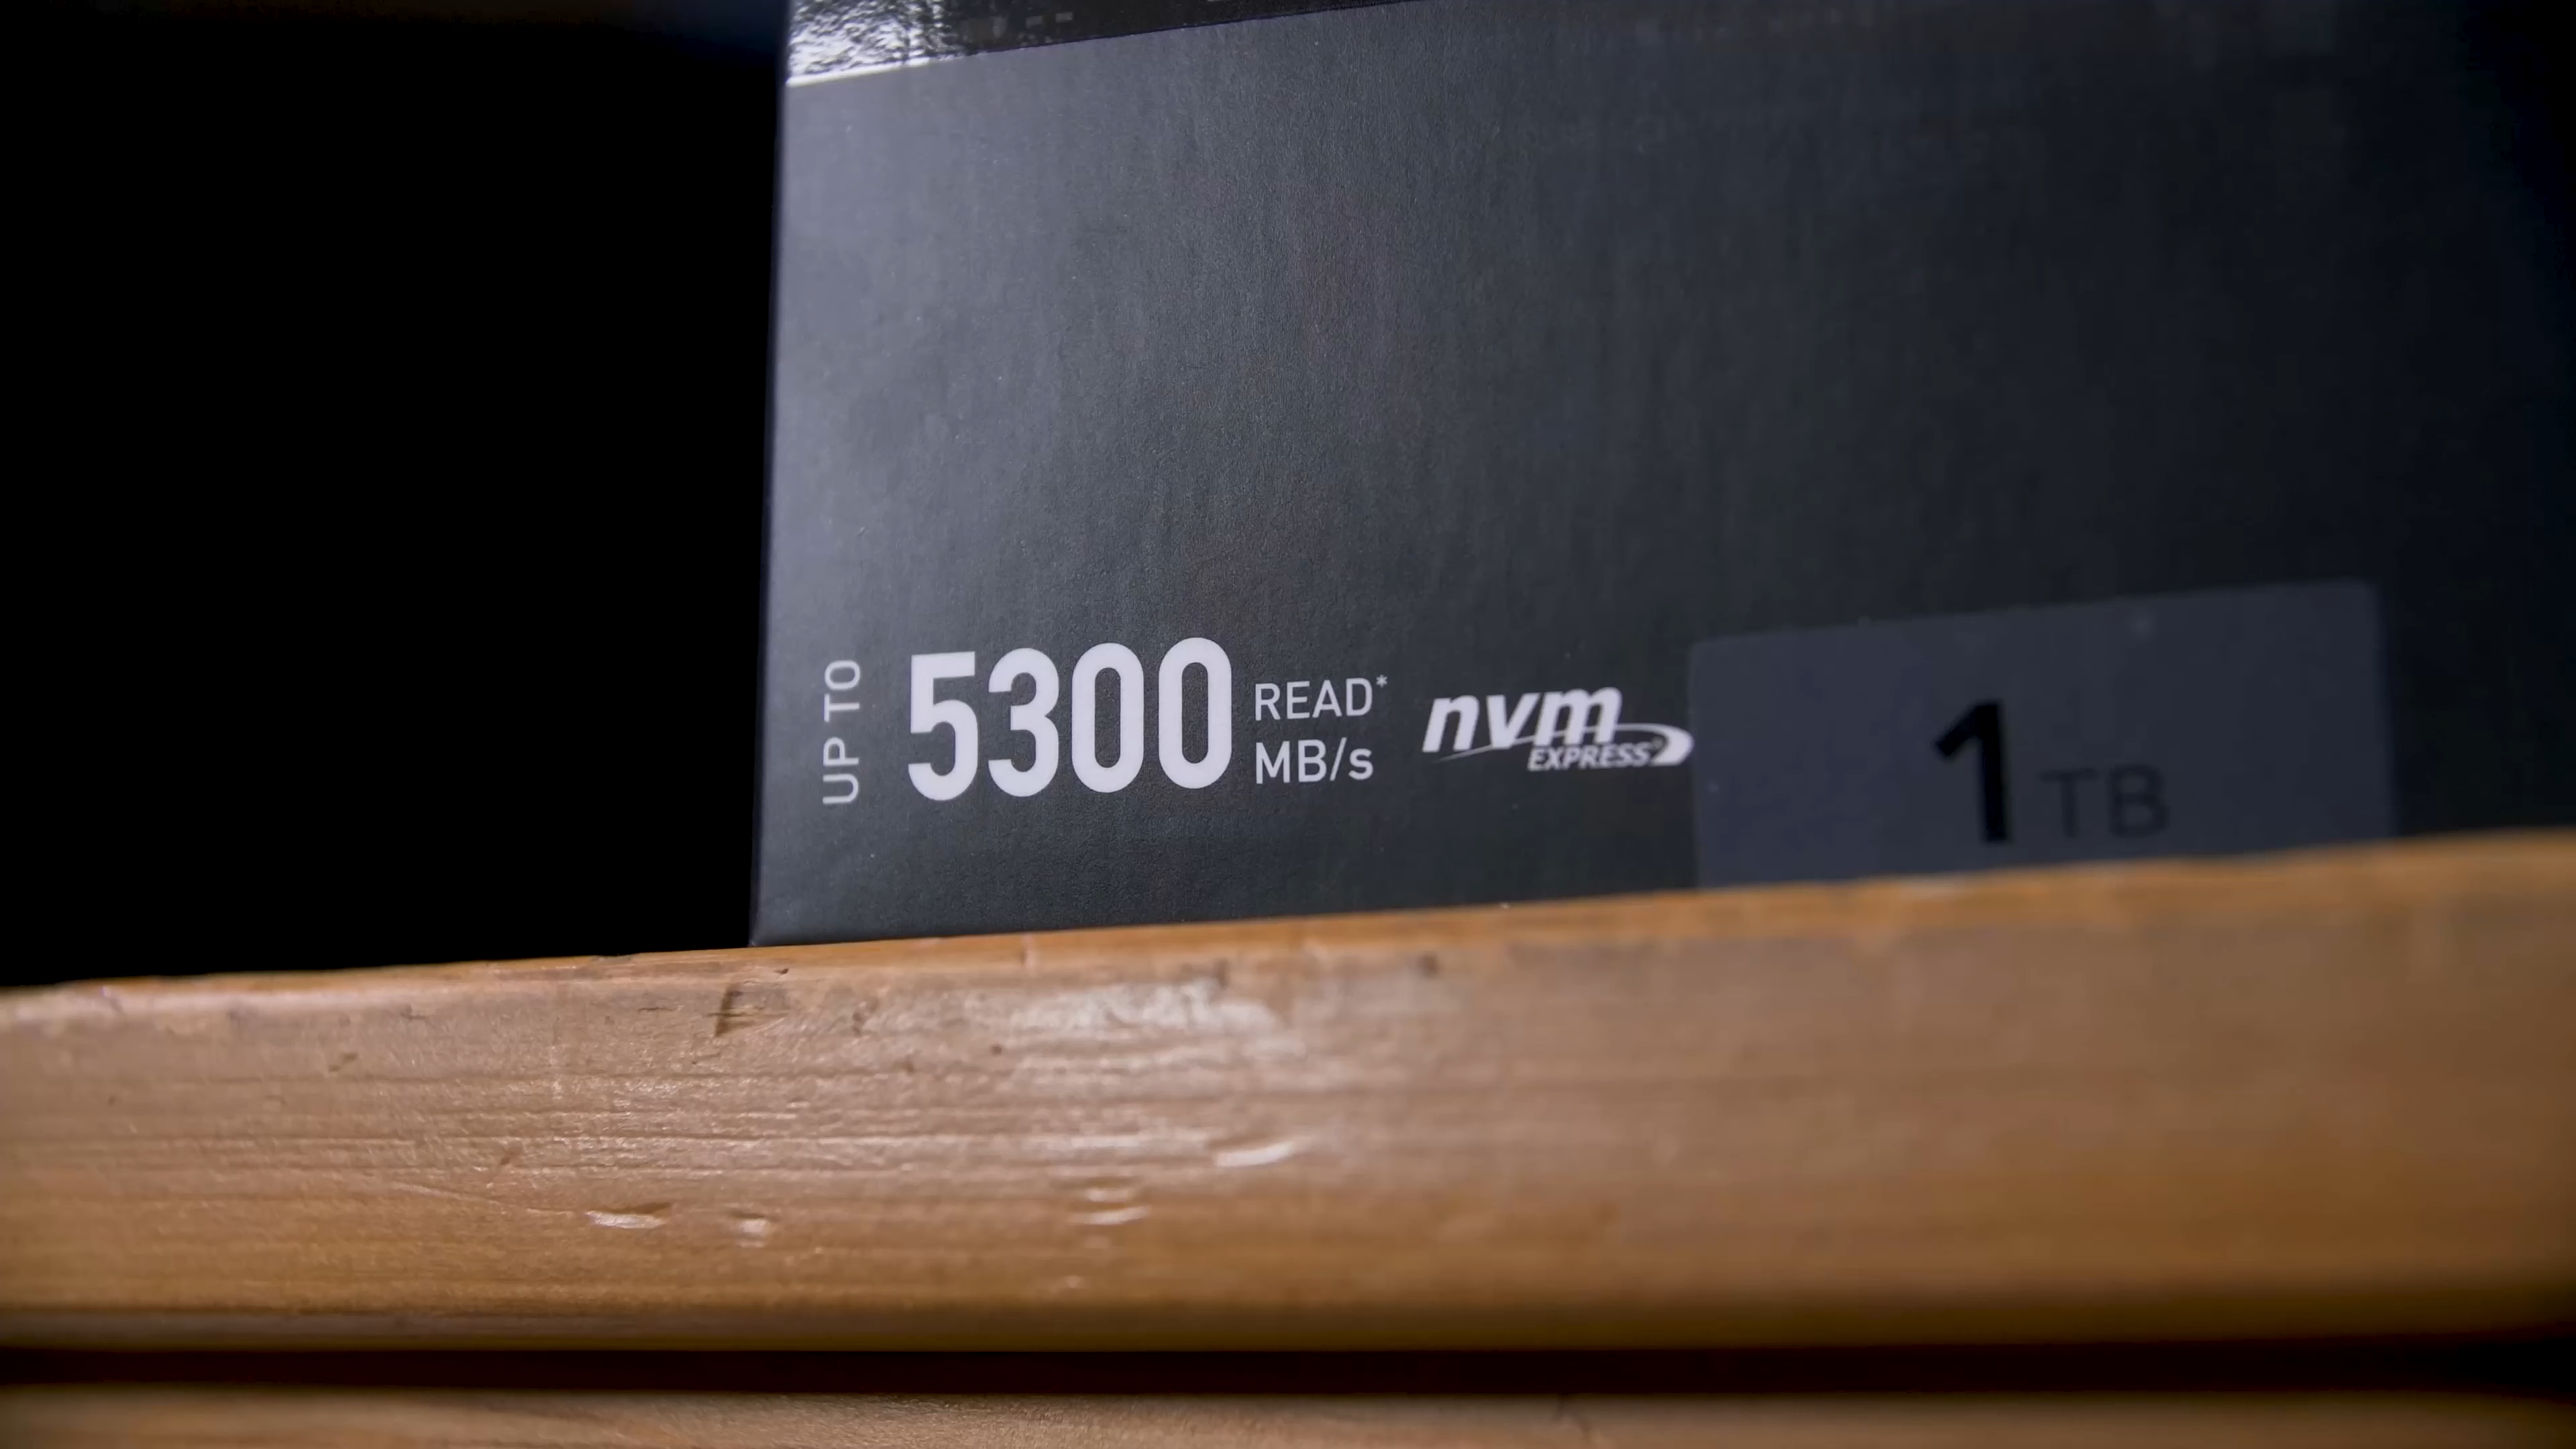 UP TO
5300
READ*
MB/s
nvm
EXPRESS®
1 TB